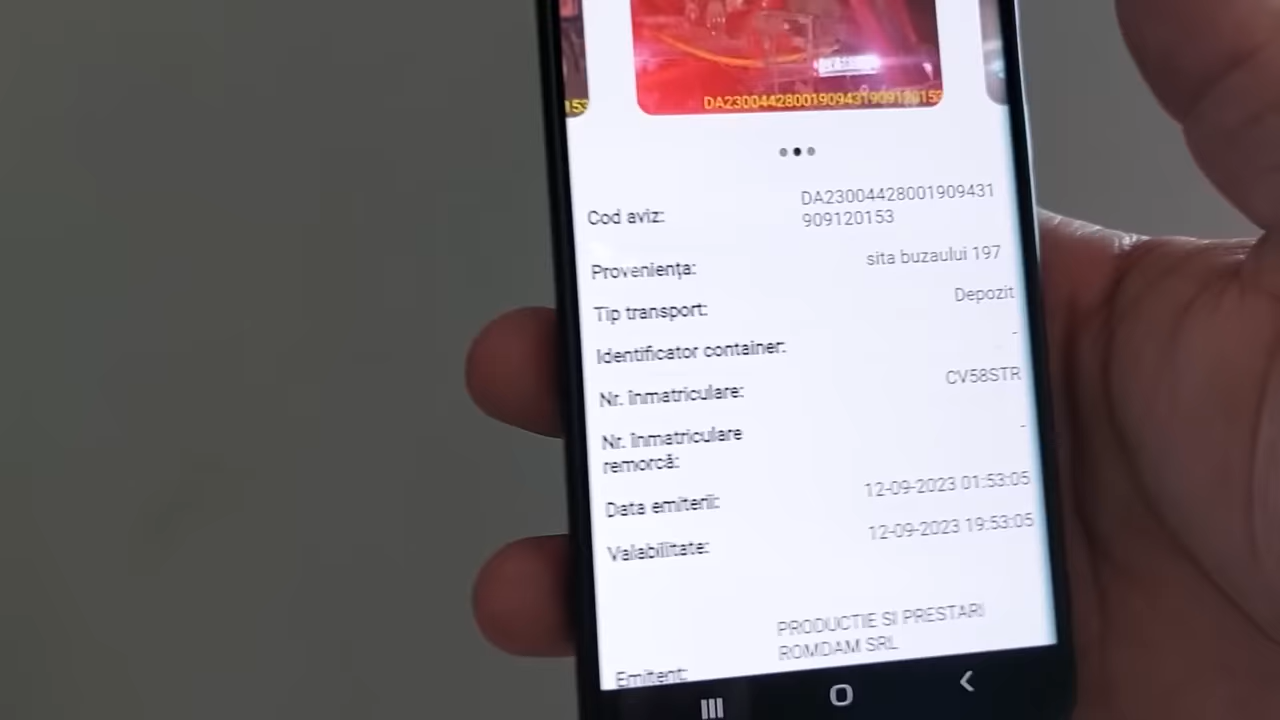 153
DA23004428001909431909120153
Cod aviz:
DA23004428001909431
909120153
Proveniența:
sita buzaului 197
Tip transport:
Depozit
Identificator container:
-
Nr. înmatriculare:
CV58STR
Nr. înmatriculare
remorcă:
-
Data emiterii:
12-09-2023 01:53:05
Valabilitate:
12-09-2023 19:53:05
Emitent:
PRODUCTIE SI PRESTARI
ROMDAM SRL